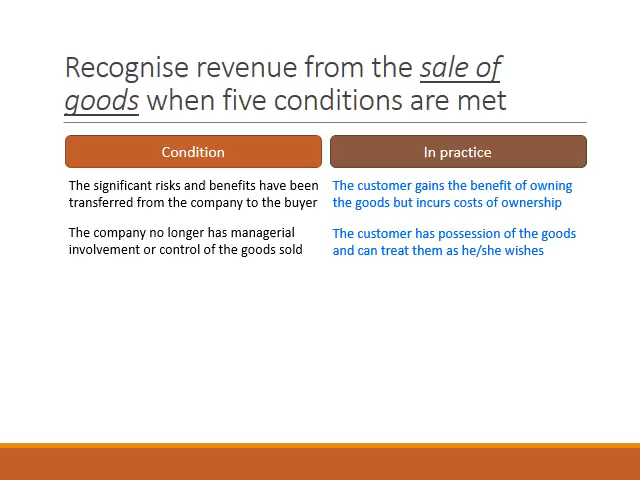 Recognise revenue from the sale of
goods when five conditions are met
Condition
In practice
The significant risks and benefits have been
transferred from the company to the buyer
The customer gains the benefit of owning
the goods but incurs costs of ownership
The company no longer has managerial
involvement or control of the goods sold
The customer has possession of the goods
and can treat them as he/she wishes